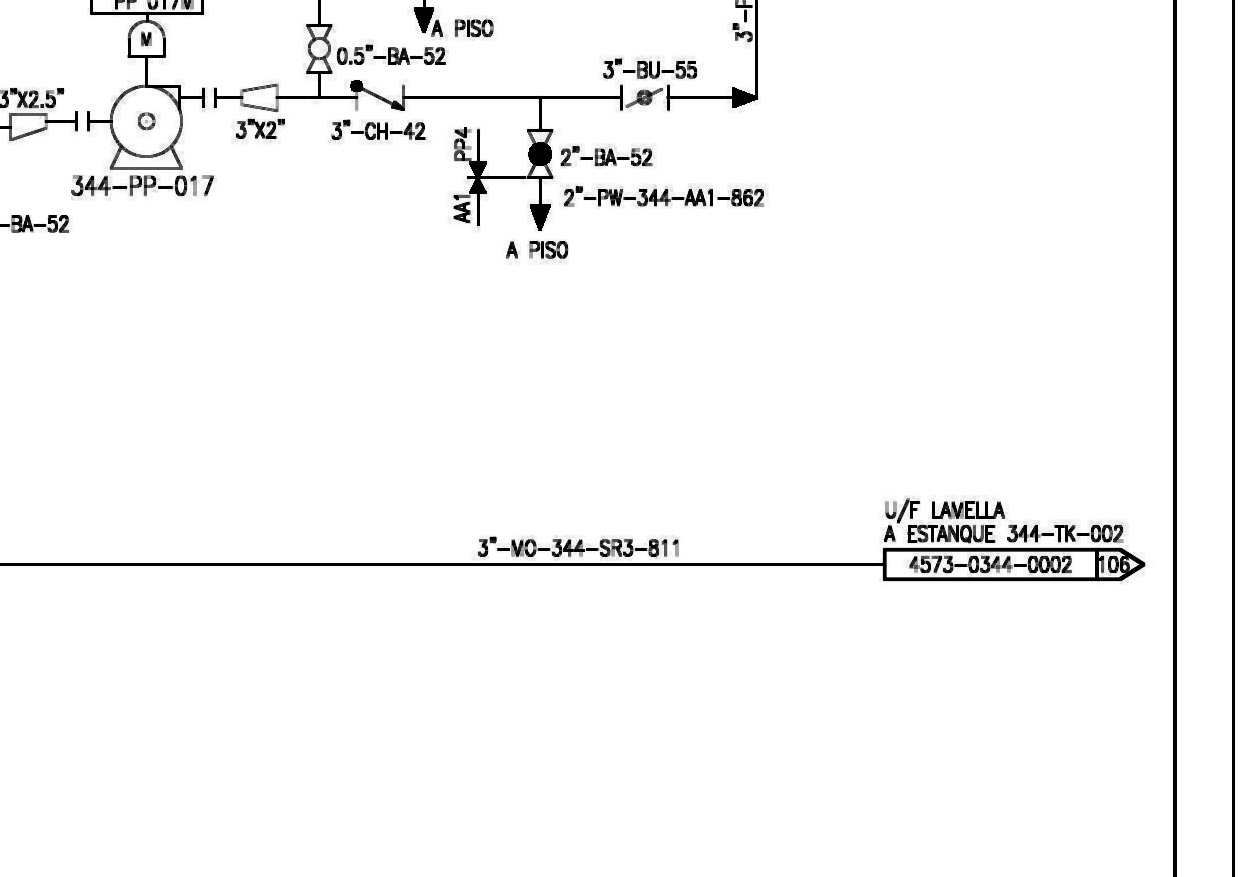 PP 017M
A PISO
M
0.5"-BA-52
3"-BU-55
3"X2.5"
3"X2"
3"-CH-42
PP4
2"-BA-52
344-PP-017
AA1
2"-PW-344-AA1-862
-BA-52
A PISO
U/F LAMELLA
A ESTANQUE 344-TK-002
3"-MO-344-SR3-811
4573-0344-0002
106